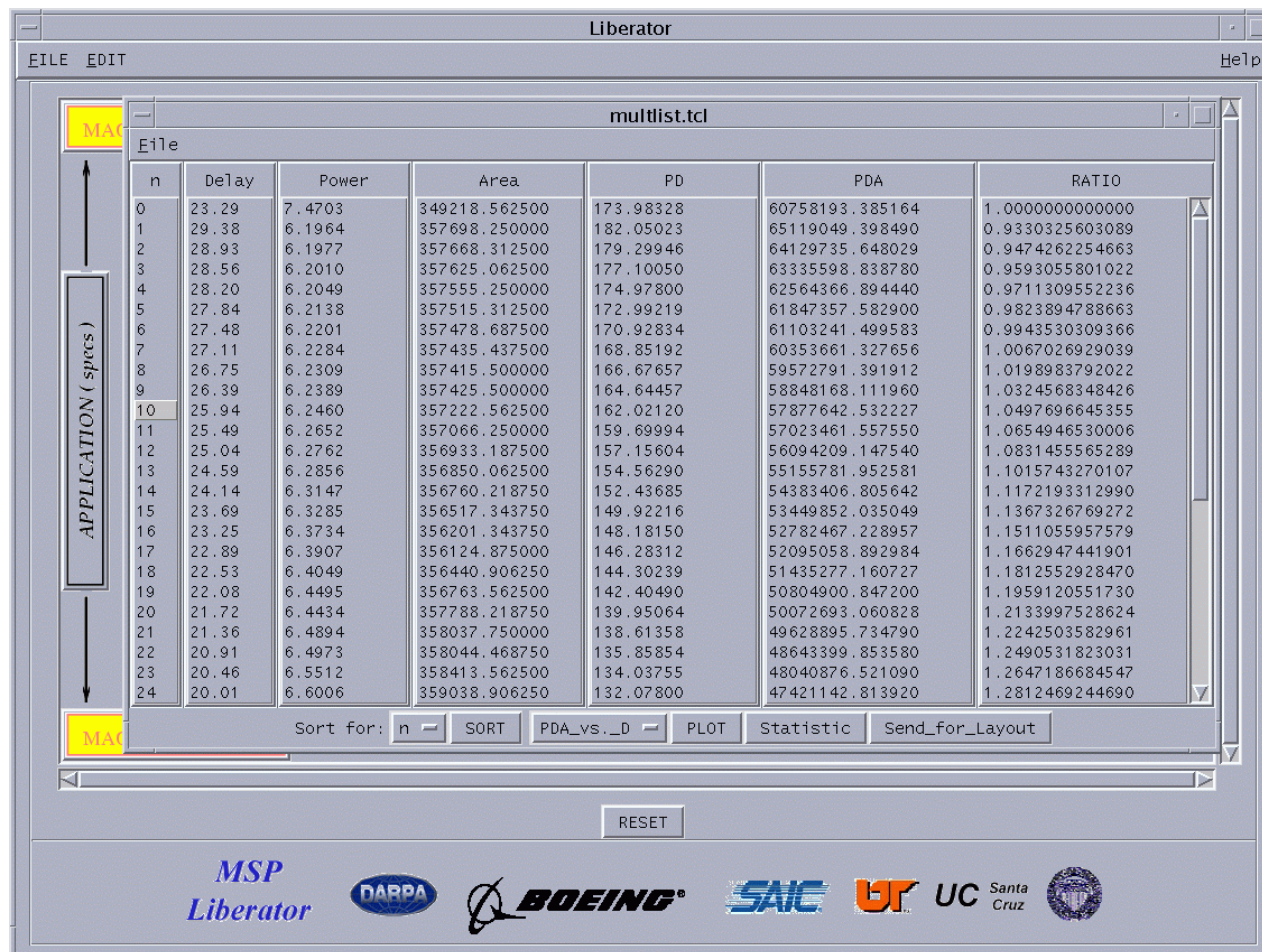 Liberator
FILE EDIT Help
MAC
multlist.tcl
File
n Delay Power Area PD PDA RATIO
0 23.29 7.4703 349218.562500 173.98328 60758193.385164 1.0000000000000
1 29.38 6.1964 357698.250000 182.05023 65119049.398490 0.9330325603089
2 28.93 6.1977 357668.312500 179.29946 64129735.648029 0.9474262254663
3 28.56 6.2010 357625.062500 177.10050 63335598.838780 0.9593055801022
4 28.20 6.2049 357555.250000 174.97800 62564366.894440 0.9711309552236
5 27.84 6.2138 357515.312500 172.99219 61847357.582900 0.9823894788663
6 27.48 6.2201 357478.687500 170.92834 61103241.499583 0.9943530309366
7 27.11 6.2284 357435.437500 168.85192 60353661.327656 1.0067026929039
8 26.75 6.2309 357415.500000 166.67657 59572791.391912 1.0198983792022
9 26.39 6.2389 357425.500000 164.64457 58848168.111960 1.0324568348426
10 25.94 6.2460 357222.562500 162.02120 57877642.532227 1.0497696645355
11 25.49 6.2652 357066.250000 159.69994 57023461.557550 1.0654946530006
12 25.04 6.2762 356933.187500 157.15604 56094209.147540 1.0831455565289
13 24.59 6.2856 356850.062500 154.56290 55155781.952581 1.1015743270107
14 24.14 6.3147 356760.218750 152.43685 54383406.805642 1.1172193312990
15 23.69 6.3285 356517.343750 149.92216 53449852.035049 1.1367326769272
16 23.25 6.3734 356201.343750 148.18150 52782467.228957 1.1511055957579
17 22.89 6.3907 356124.875000 146.28312 52095058.892984 1.1662947441901
18 22.53 6.4049 356440.906250 144.30239 51435277.160727 1.1812552928470
19 22.08 6.4495 356763.562500 142.40490 50804900.847200 1.1959120551730
20 21.72 6.4434 357788.218750 139.95064 50072693.060828 1.2133997528624
21 21.36 6.4894 358037.750000 138.61358 49628895.734790 1.2242503582961
22 20.91 6.4973 358044.468750 135.85854 48643399.853580 1.2490531823031
23 20.46 6.5512 358413.562500 134.03755 48040876.521090 1.2647186684547
24 20.01 6.6006 359038.906250 132.07800 47421142.813920 1.2812469244690
APPLICATION ( specs )
Sort for: n SORT PDA_vs._D PLOT Statistic Send_for_Layout
MAC
RESET
MSP
Liberator
DARPA
BOEING®
SAIC
UT
UC Santa
Cruz